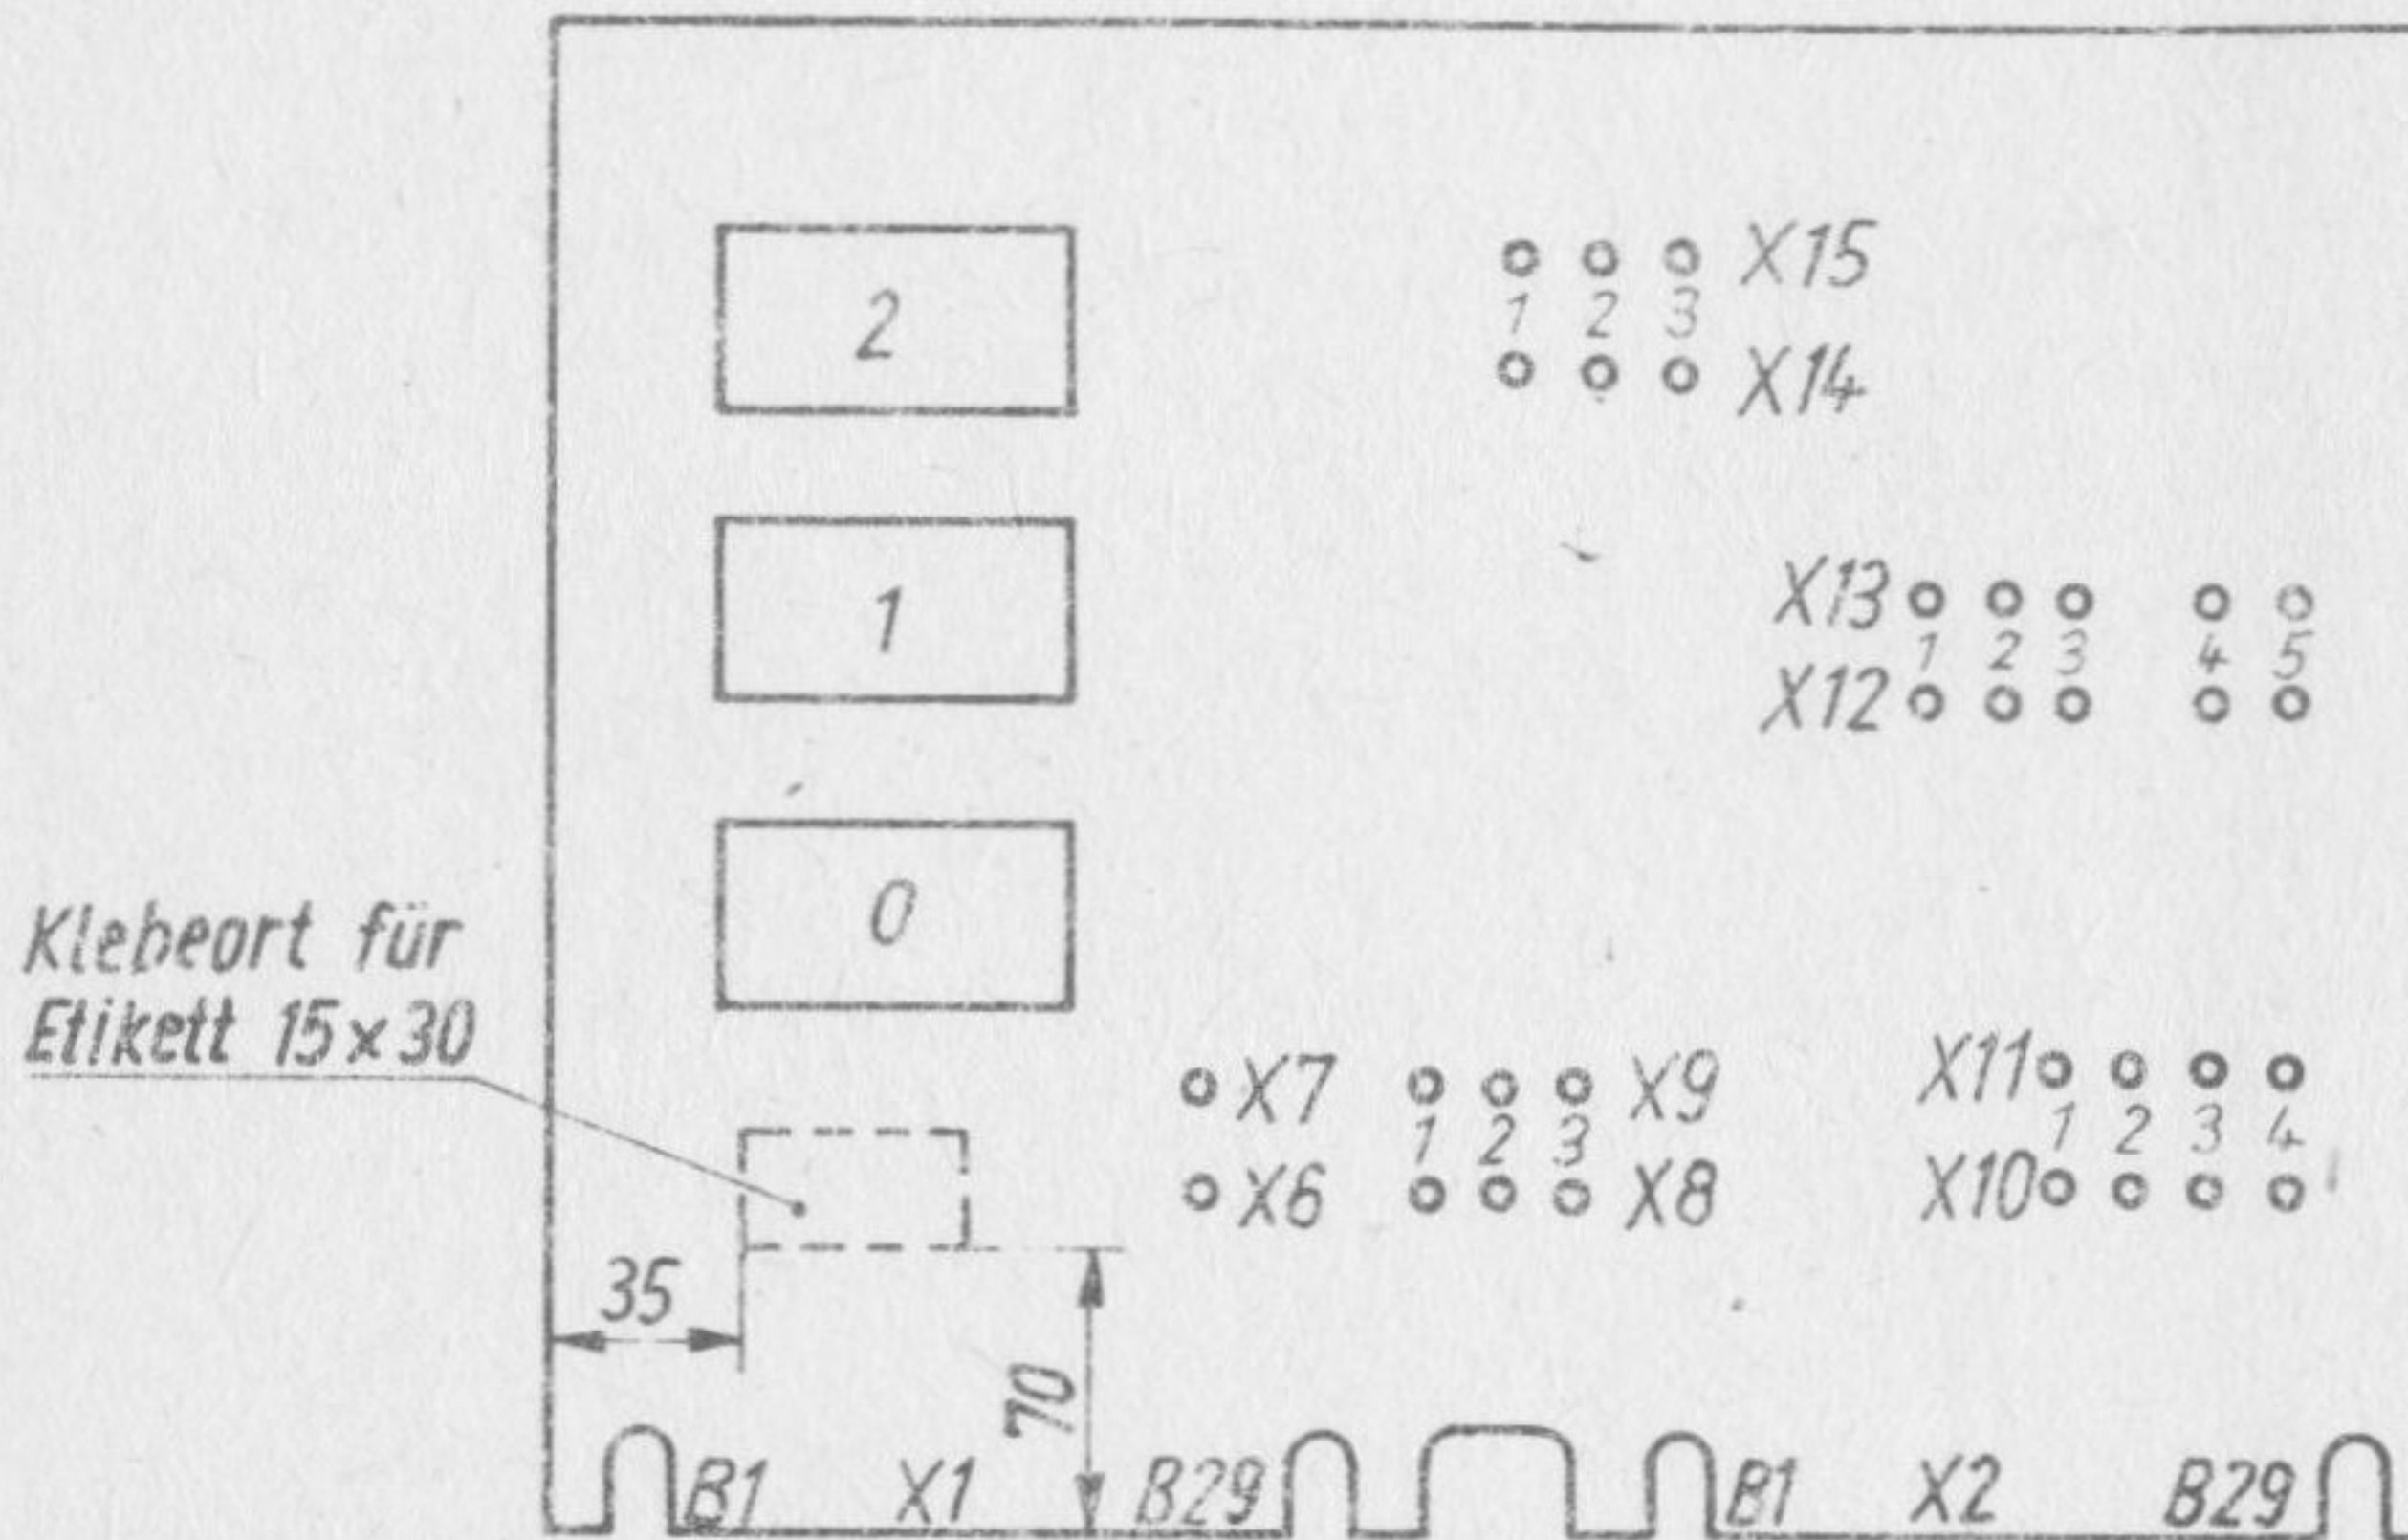 2
X15
1 2 3
X14
1
X13
1 2 3 4 5
X12
0
Klebeort für
Etikett 15x30
X7 X9 X11
1 2 3 1 2 3 4
X6 X8 X10
35
70
B1 X1 B29 B1 X2 B29